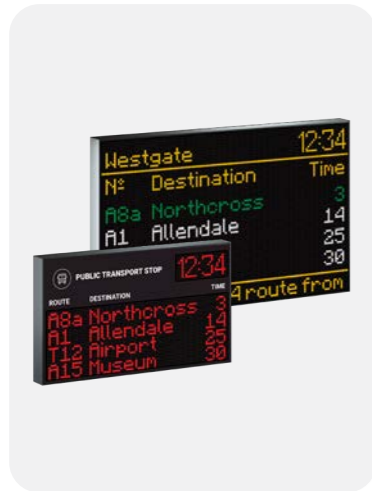 Westgate 12:34
Nº Destination Time
A8a Northcross 3
A1 Allendale 14
25
30
4 route from
PUBLIC TRANSPORT STOP 12:34
ROUTE DESTINATION TIME
A8a Northcross 3
A1 Allendale 14
T12 Airport 25
A15 Museum 30